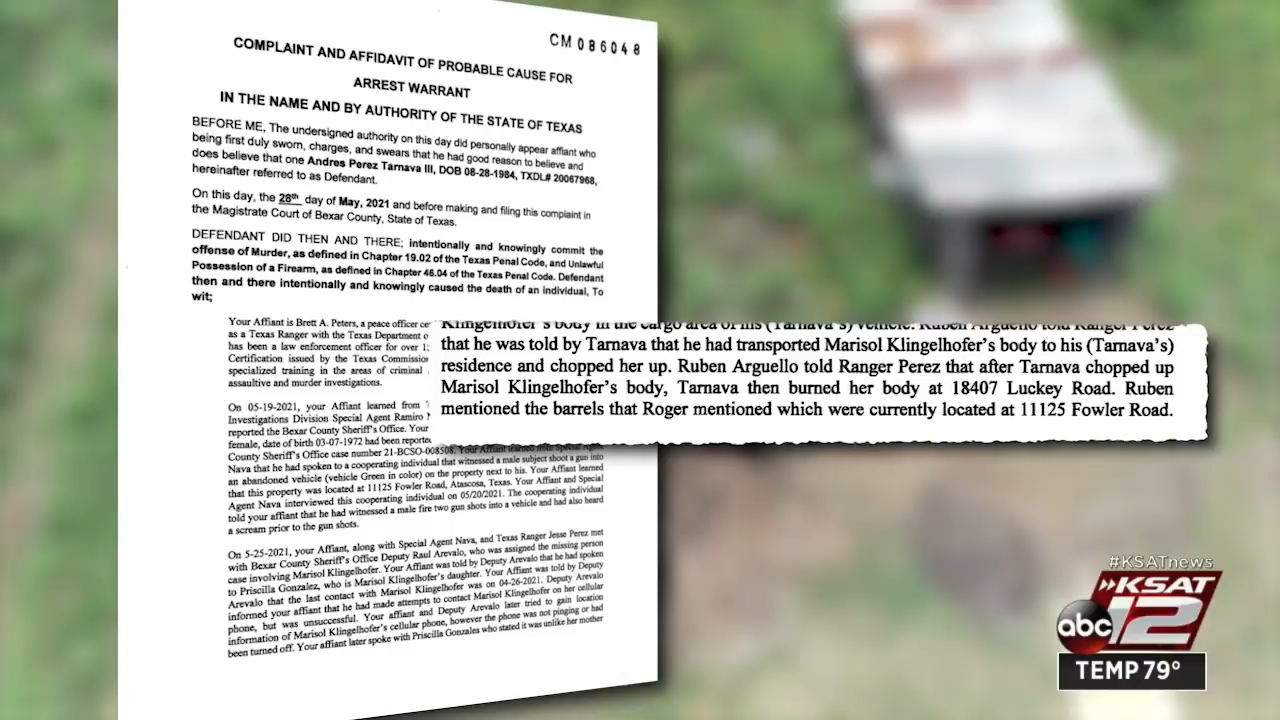 CM086048
COMPLAINT AND AFFIDAVIT OF PROBABLE CAUSE FOR
ARREST WARRANT
IN THE NAME AND BY AUTHORITY OF THE STATE OF TEXAS
BEFORE ME, The undersigned authority on this day did personally appear affiant who
being first duly sworn, charges, and swears that he had good reason to believe and
does believe that one Andres Perez Tarnava III, DOB 08-28-1984, TXDL# 20067968,
hereinafter referred to as Defendant.
On this day, the 28th day of May, 2021 and before making and filing this complaint in
the Magistrate Court of Bexar County, State of Texas.
DEFENDANT DID THEN AND THERE; intentionally and knowingly commit the
offense of Murder, as defined in Chapter 19.02 of the Texas Penal Code, and Unlawful
Possession of a Firearm, as defined in Chapter 46.04 of the Texas Penal Code. Defendant
then and there intentionally and knowingly caused the death of an individual, To
wit;
Your Affiant is Brett A. Peters, a peace officer
as a Texas Ranger with the Texas Department
has been a law enforcement officer for over
Certification issued by the Texas
specialized training in the areas of criminal
assaultive and murder investigations.
On 05-19-2021, your Affiant learned from
Investigations Division Special Agent Ramiro
reported the Bexar County Sheriff's Office. Your
female, date of birth 03-07-1972 had been
County Sheriff's Office case number 21-BCSO-008508. Your Affiant learned from Special
Nava that he had spoken to a cooperating individual that witnessed a male subject shoot a gun into
an abandoned vehicle (vehicle Green in color) on the property next to his. Your Affiant learned
that this property was located at 11125 Fowler Road, Atascosa, Texas. Your Affiant and Special
Agent Nava interviewed this cooperating individual on 05/20/2021. The cooperating individual
told your affiant that he had witnessed a male fire two gun shots into a vehicle and had also heard
a scream prior to the gun shots.
On 5-25-2021, your Affiant, along with Special Agent Nava, and Texas Ranger Jesse Perez met
with Bexar County Sheriff's Office Deputy Raul Arevalo, who was assigned the missing person
case involving Marisol Klingelhofer. Your Affiant was told by Deputy Arevalo that he had spoken
to Priscilla Gonzalez, who is Marisol Klingelhofer's daughter. Your Affiant was told by Deputy
Arevalo that the last contact with Marisol Klingelhofer was on 04-26-2021. Deputy Arevalo
informed your affiant that he had made attempts to contact Marisol Klingelhofer on her cellular
phone, but was unsuccessful. Your affiant and Deputy Arevalo later tried to gain location
information of Marisol Klingelhofer's cellular phone, however the phone was not pinging or had
been turned off. Your affiant later spoke with Priscilla Gonzales who stated it was unlike her mother
Klingelhofer's body in the cargo area of his (Tarnava's) vehicle. Ruben Arguello told Ranger Perez
that he was told by Tarnava that he had transported Marisol Klingelhofer's body to his (Tarnava's)
residence and chopped her up. Ruben Arguello told Ranger Perez that after Tarnava chopped up
Marisol Klingelhofer's body, Tarnava then burned her body at 18407 Luckey Road. Ruben
mentioned the barrels that Roger mentioned which were currently located at 11125 Fowler Road.
#KSATnews
KSAT
abc 12
TEMP 79°